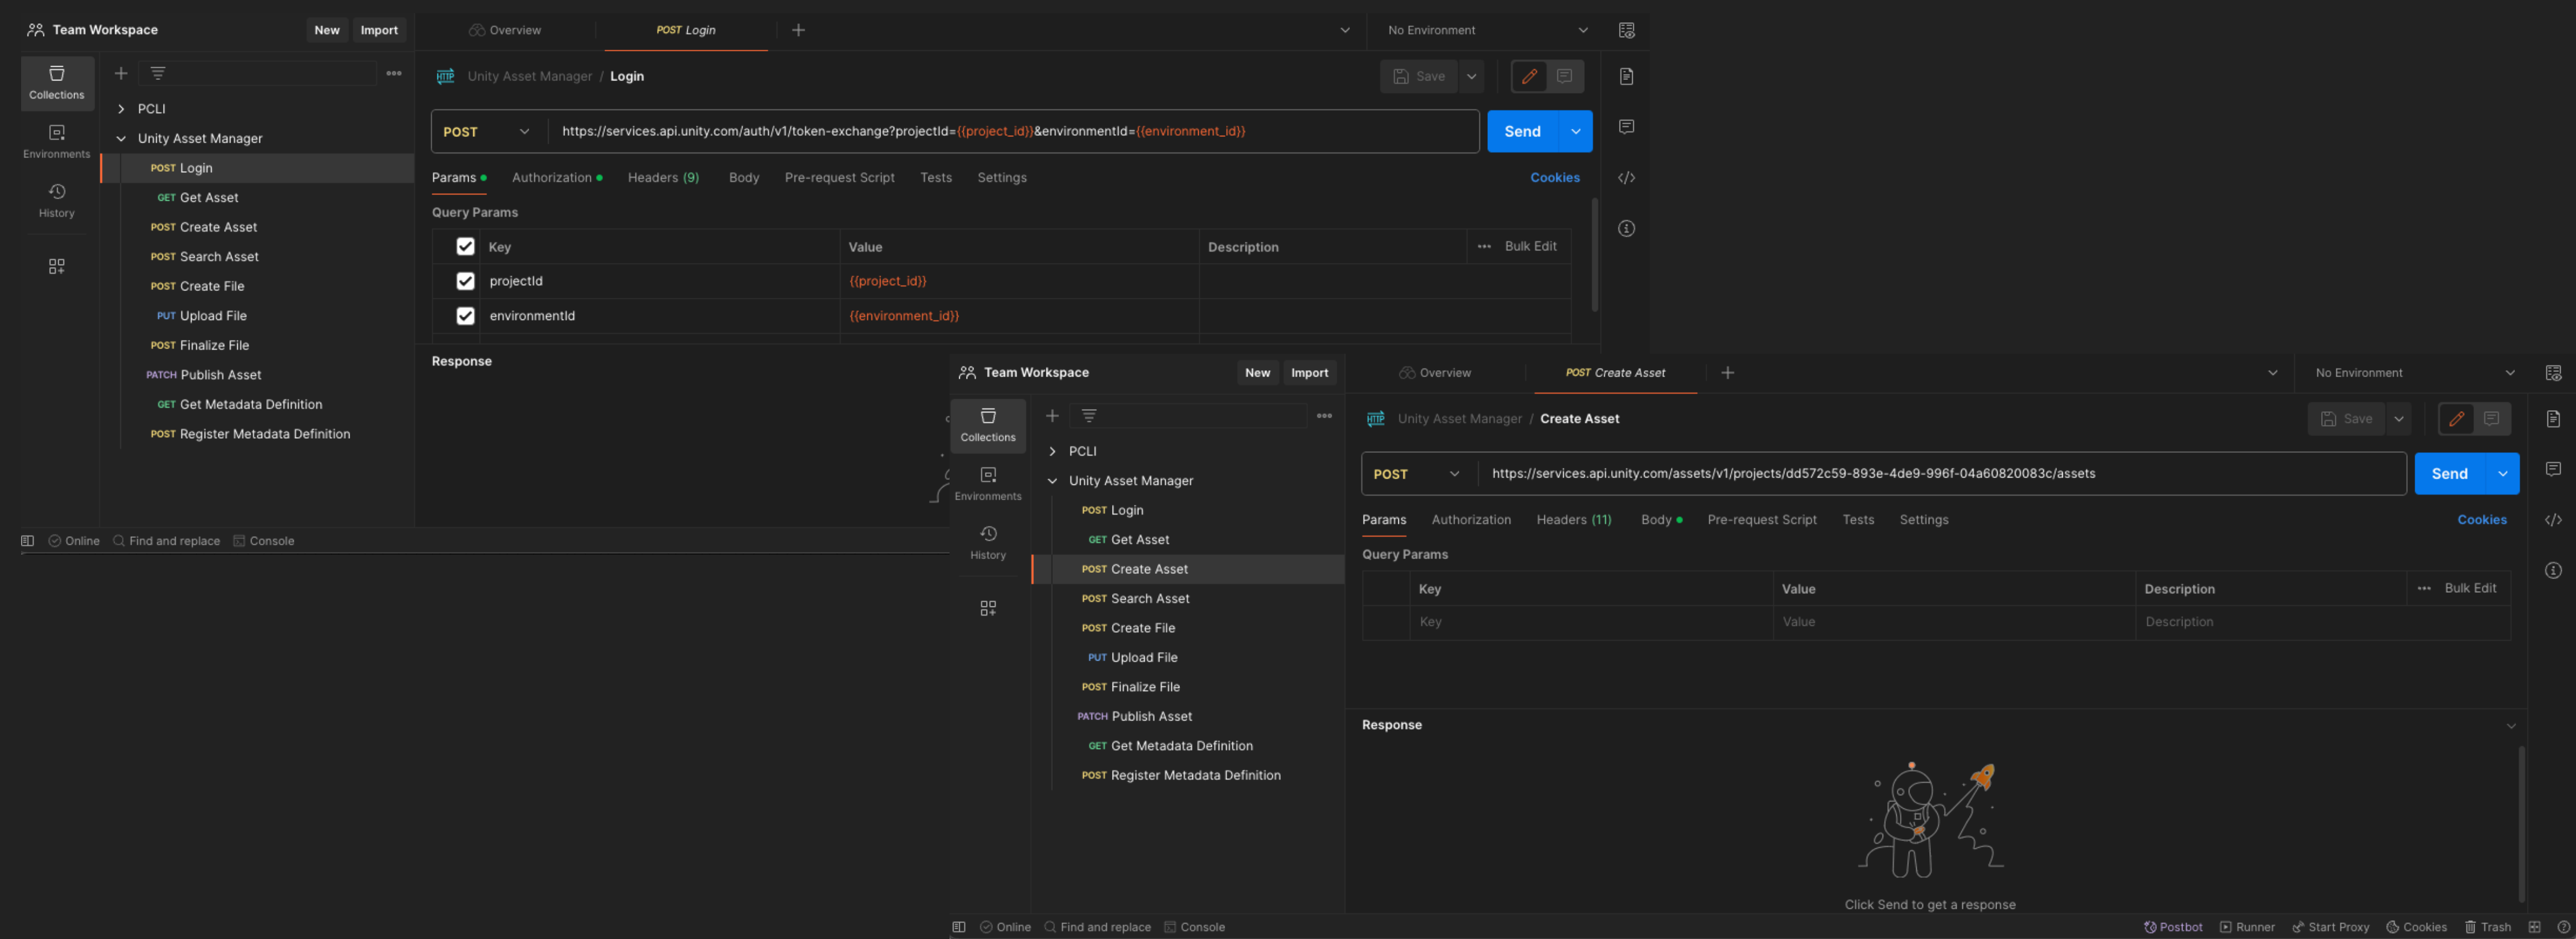 Team Workspace New Import
Overview POST Login No Environment
Collections
Environments
History
PCLI
Unity Asset Manager
POST Login
GET Get Asset
POST Create Asset
POST Search Asset
POST Create File
PUT Upload File
POST Finalize File
PATCH Publish Asset
GET Get Metadata Definition
POST Register Metadata Definition
HTTP Unity Asset Manager / Login Save
POST https://services.api.unity.com/auth/v1/token-exchange?projectId={{project_id}}&environmentId={{environment_id}} Send
Params Authorization Headers (9) Body Pre-request Script Tests Settings Cookies
Query Params
Key Value Description Bulk Edit
projectId {{project_id}}
environmentId {{environment_id}}
Response
Online Find and replace Console
Team Workspace New Import
Overview POST Create Asset No Environment
Collections
Environments
History
PCLI
Unity Asset Manager
POST Login
GET Get Asset
POST Create Asset
POST Search Asset
POST Create File
PUT Upload File
POST Finalize File
PATCH Publish Asset
GET Get Metadata Definition
POST Register Metadata Definition
HTTP Unity Asset Manager / Create Asset Save
POST https://services.api.unity.com/assets/v1/projects/dd572c59-893e-4de9-996f-04a60820083c/assets Send
Params Authorization Headers (11) Body Pre-request Script Tests Settings Cookies
Query Params
Key Value Description Bulk Edit
Key Value Description
Response
Click Send to get a response
Online Find and replace Console Postbot Runner Start Proxy Cookies Trash